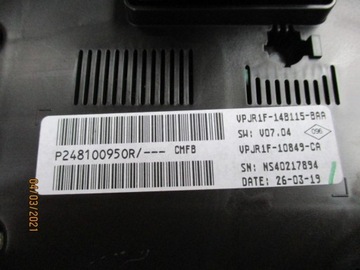 VPJR1F-14B115-BAA
SW: V07.04
096
P248100950R/--- CMFB
VPJR1F-10849-CA
SN: NS40217894
DATE: 26-03-19
04/03/2021